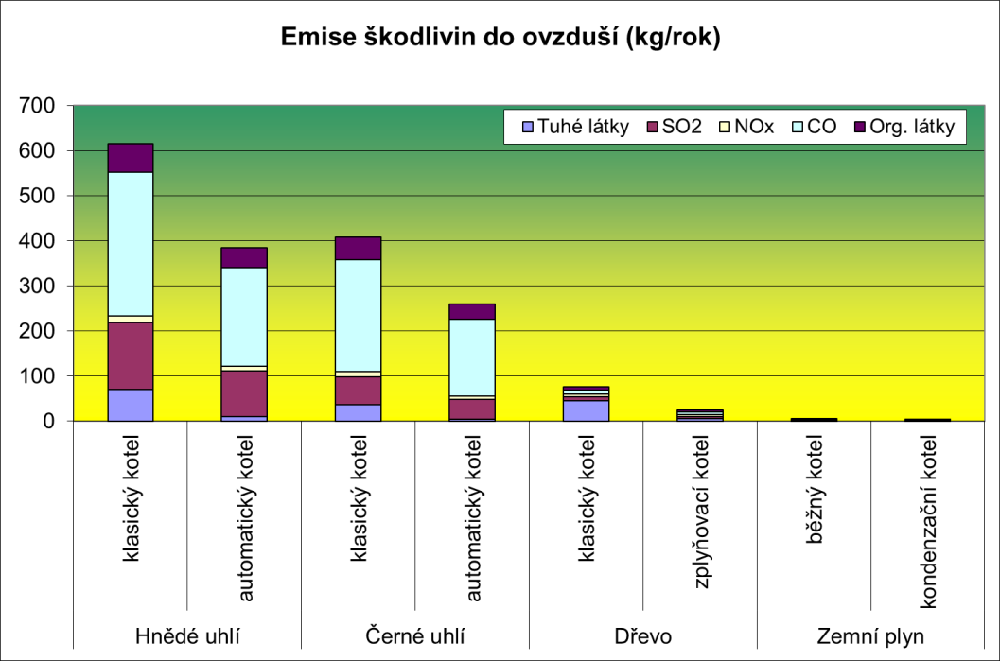 Emise škodlivin do ovzduší (kg/rok)
700
600
500
400
300
200
100
0
Tuhé látky SO2 NOx CO Org. látky
klasický kotel
automatický kotel
klasický kotel
automatický kotel
klasický kotel
zplyňovací kotel
běžný kotel
kondenzační kotel
Hnědé uhlí Černé uhlí Dřevo Zemní plyn